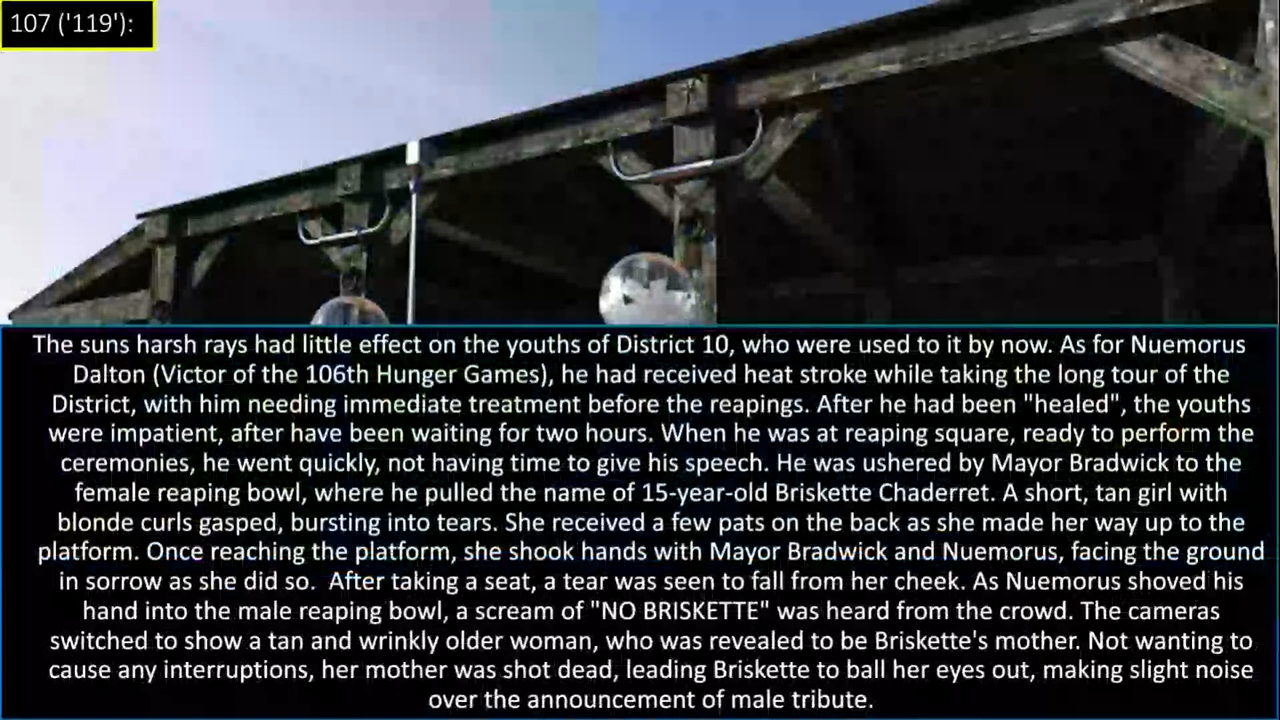 107 ('119'):
The suns harsh rays had little effect on the youths of District 10, who were used to it by now. As for Nuemorus
Dalton (Victor of the 106th Hunger Games), he had received heat stroke while taking the long tour of the
District, with him needing immediate treatment before the reapings. After he had been "healed", the youths
were impatient, after have been waiting for two hours. When he was at reaping square, ready to perform the
ceremonies, he went quickly, not having time to give his speech. He was ushered by Mayor Bradwick to the
female reaping bowl, where he pulled the name of 15-year-old Briskette Chaderret. A short, tan girl with
blonde curls gasped, bursting into tears. She received a few pats on the back as she made her way up to the
platform. Once reaching the platform, she shook hands with Mayor Bradwick and Nuemorus, facing the ground
in sorrow as she did so.  After taking a seat, a tear was seen to fall from her cheek. As Nuemorus shoved his
hand into the male reaping bowl, a scream of "NO BRISKETTE" was heard from the crowd. The cameras
switched to show a tan and wrinkly older woman, who was revealed to be Briskette's mother. Not wanting to
cause any interruptions, her mother was shot dead, leading Briskette to ball her eyes out, making slight noise
over the announcement of male tribute.